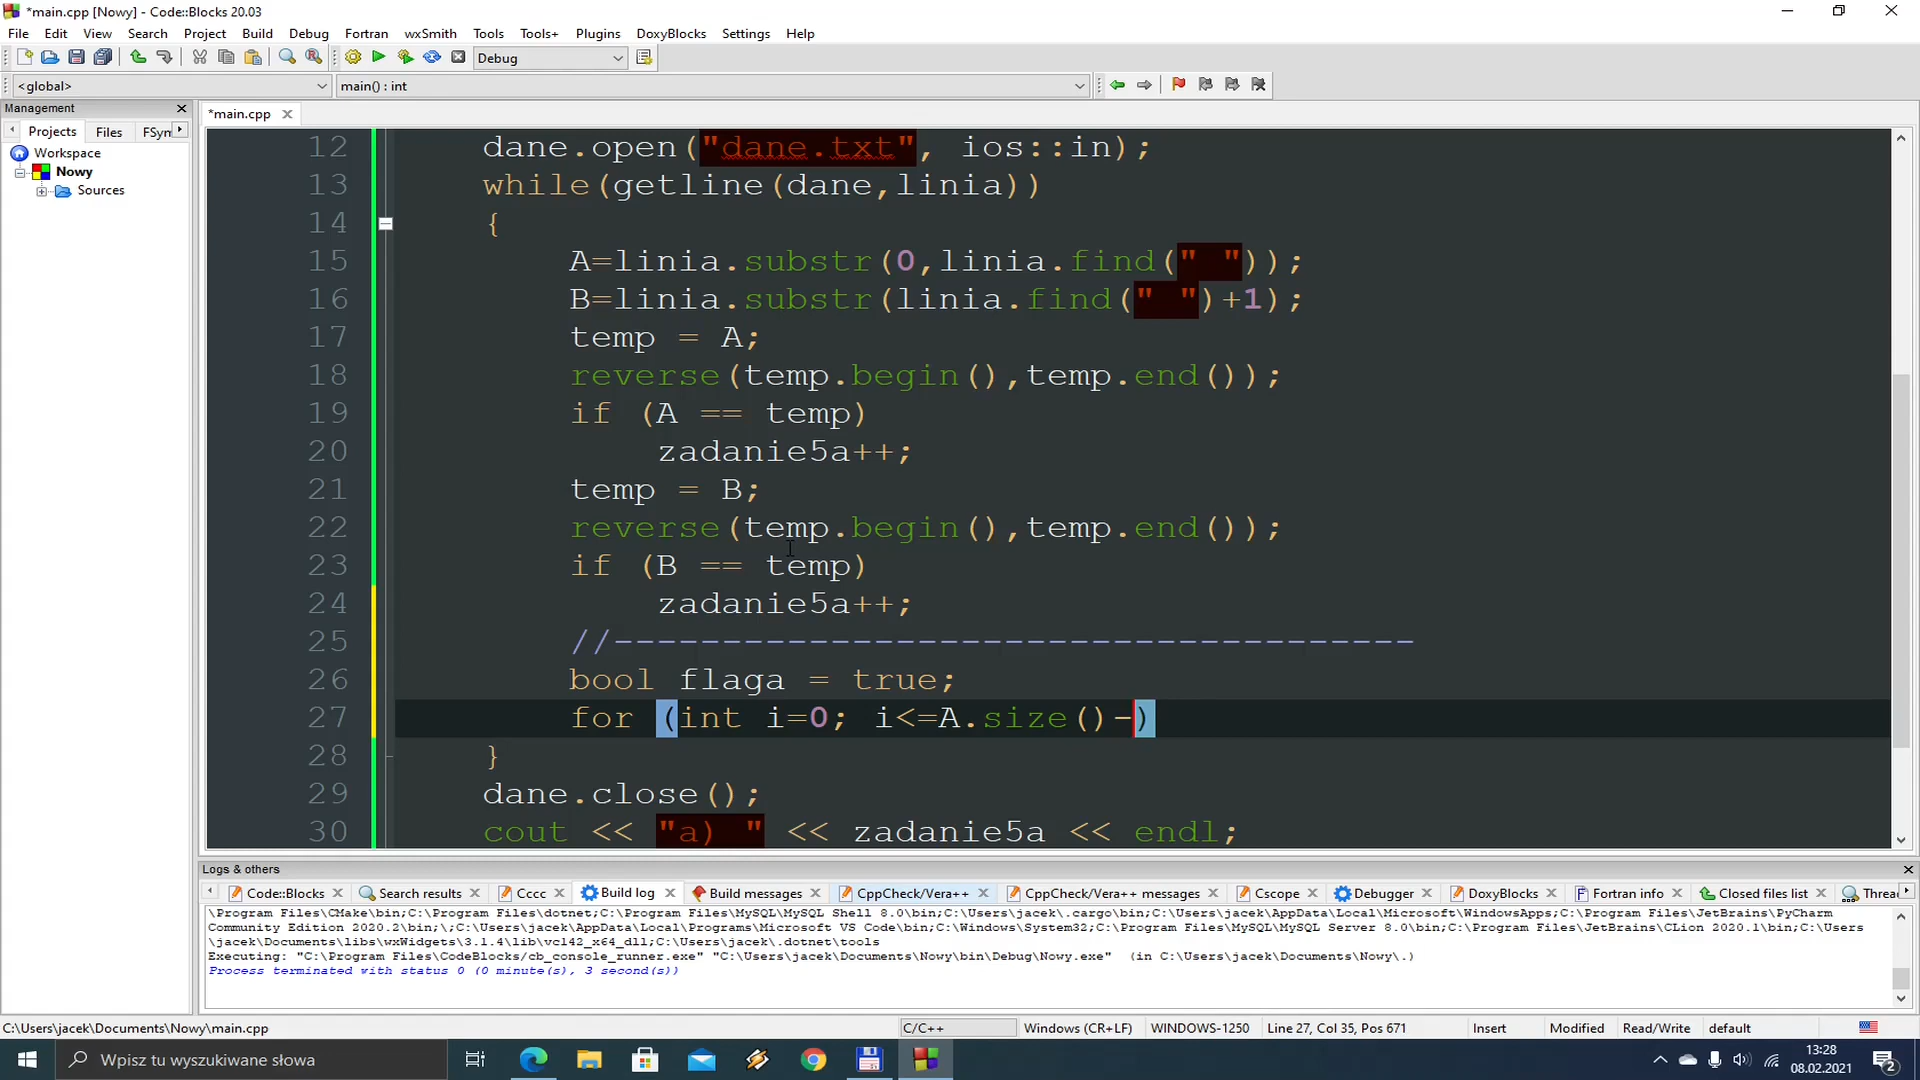 *main.cpp [Nowy] - Code::Blocks 20.03
File Edit View Search Project Build Debug Fortran wxSmith Tools Tools+ Plugins DoxyBlocks Settings Help
Debug
<global> main() : int
Management
*main.cpp
Projects Files FSym
Workspace
Nowy
Sources
12 dane.open("dane.txt", ios::in);
13 while(getline(dane,linia))
14 {
15 A=linia.substr(0,linia.find(" "));
16 B=linia.substr(linia.find(" ")+1);
17 temp = A;
18 reverse(temp.begin(),temp.end());
19 if (A == temp)
20 zadanie5a++;
21 temp = B;
22 reverse(temp.begin(),temp.end());
23 if (B == temp)
24 zadanie5a++;
25 //-------------------------------------
26 bool flaga = true;
27 for (int i=0; i<=A.size()-)
28 }
29 dane.close();
30 cout << "a) " << zadanie5a << endl;
Logs & others
Code::Blocks Search results Cccc Build log Build messages CppCheck/Vera++ CppCheck/Vera++ messages Cscope Debugger DoxyBlocks Fortran info Closed files list Threa
\Program Files\CMake\bin;C:\Program Files\dotnet;C:\Program Files\MySQL\MySQL Shell 8.0\bin;C:\Users\jacek\.cargo\bin;C:\Users\jacek\AppData\Local\Microsoft\WindowsApps;C:\Program Files\JetBrains\PyCharm
Community Edition 2020.2\bin;\;C:\Users\jacek\AppData\Local\Programs\Microsoft VS Code\bin;C:\Windows\System32;C:\Program Files\MySQL\MySQL Server 8.0\bin;C:\Program Files\JetBrains\CLion 2020.1\bin;C:\Users
\jacek\Documents\libs\wxWidgets\3.1.4\lib\vc142_x64_dll;C:\Users\jacek\.dotnet\tools
Executing: "C:\Program Files\CodeBlocks/cb_console_runner.exe" "C:\Users\jacek\Documents\Nowy\bin\Debug\Nowy.exe" (in C:\Users\jacek\Documents\Nowy\.)
Process terminated with status 0 (0 minute(s), 3 second(s))
C:\Users\jacek\Documents\Nowy\main.cpp C/C++ Windows (CR+LF) WINDOWS-1250 Line 27, Col 35, Pos 671 Insert Modified Read/Write default
Wpisz tu wyszukiwane słowa
13:28
08.02.2021
2